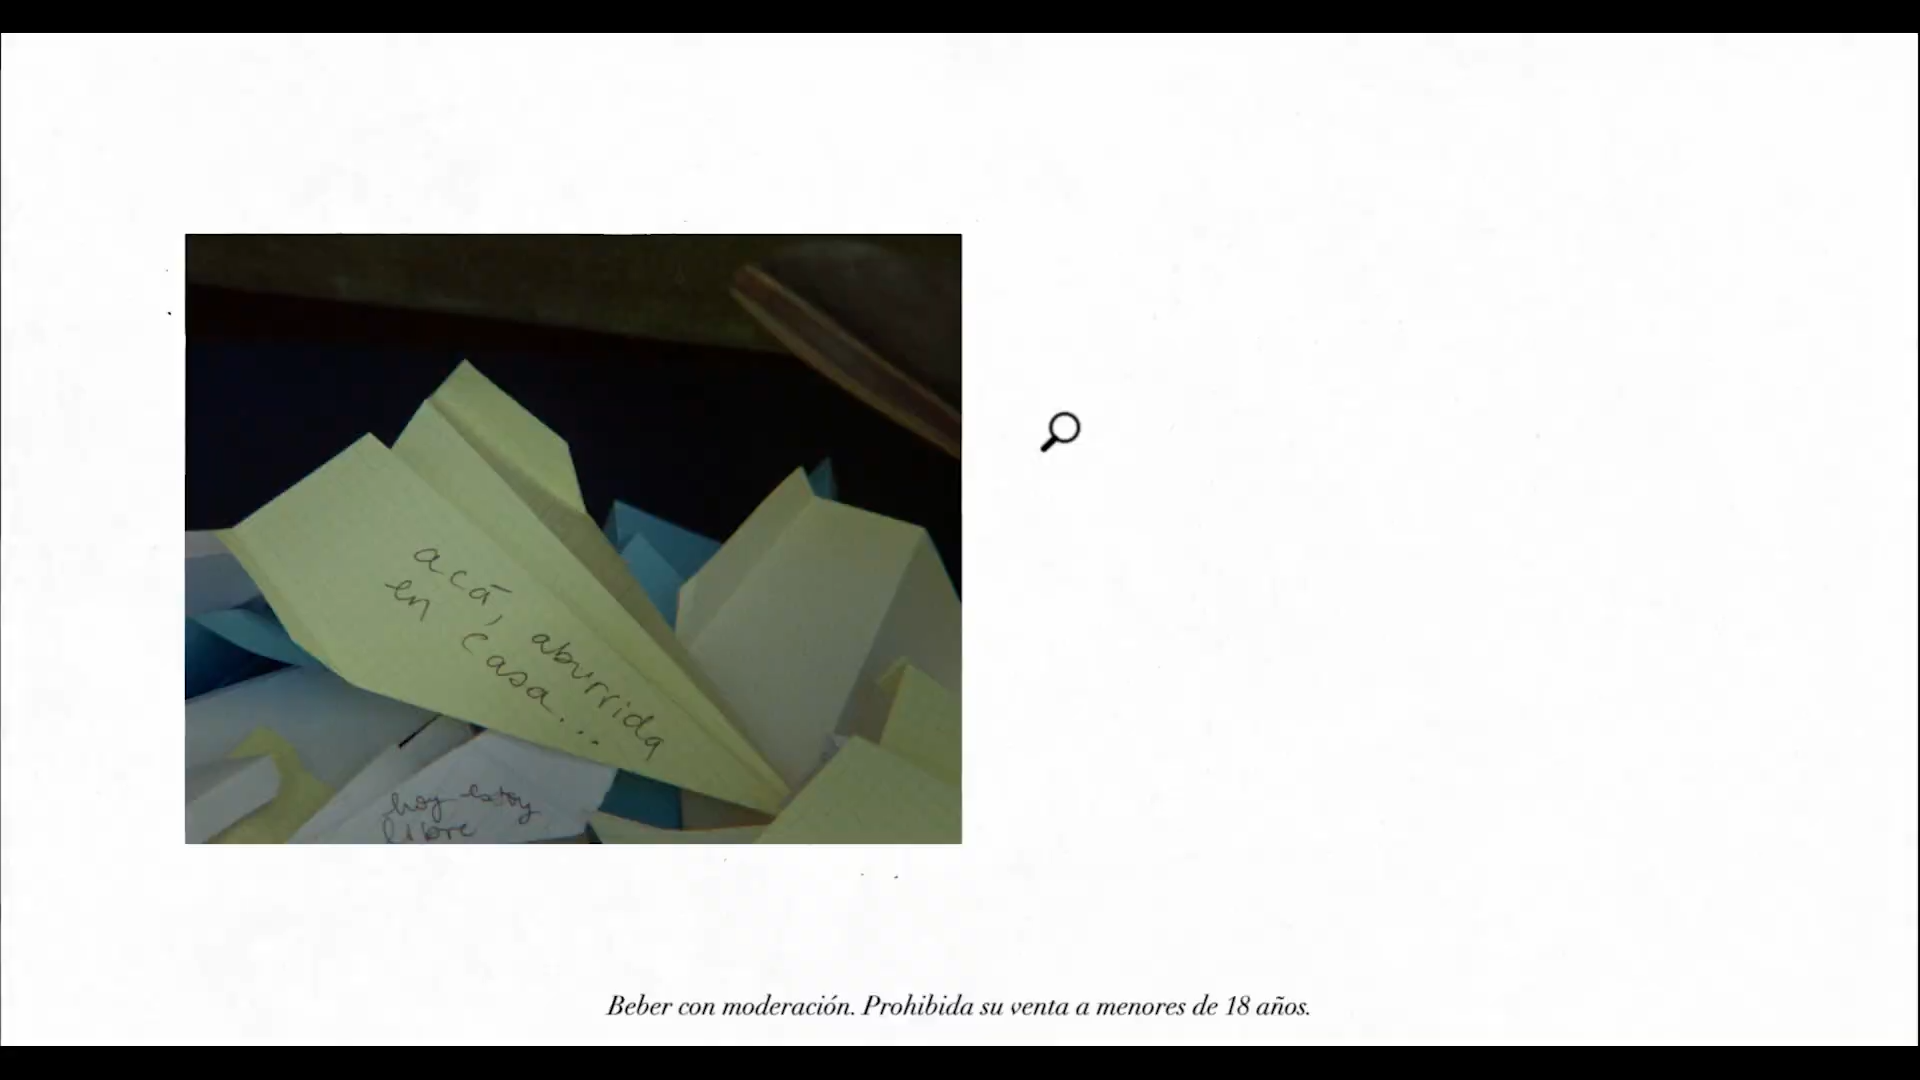 acá, aburrida
en casa...
hoy estoy
libre
Beber con moderación. Prohibida su venta a menores de 18 años.